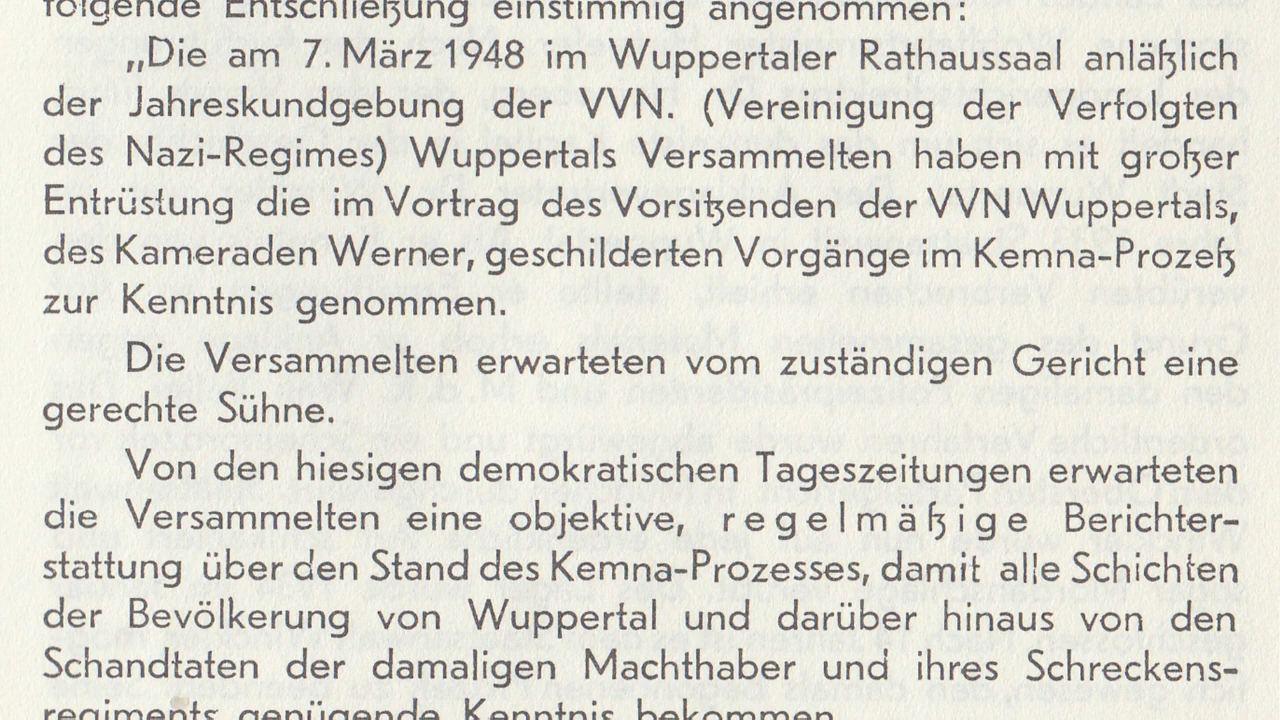 folgende Entschließung einstimmig angenommen:
„Die am 7. März 1948 im Wuppertaler Rathaussaal anläßlich
der Jahreskundgebung der VVN. (Vereinigung der Verfolgten
des Nazi-Regimes) Wuppertals Versammelten haben mit großer
Entrüstung die im Vortrag des Vorsitzenden der VVN Wuppertals,
des Kameraden Werner, geschilderten Vorgänge im Kemna-Prozeß
zur Kenntnis genommen.
Die Versammelten erwarteten vom zuständigen Gericht eine
gerechte Sühne.
Von den hiesigen demokratischen Tageszeitungen erwarteten
die Versammelten eine objektive, regelmäßige Berichter-
stattung über den Stand des Kemna-Prozesses, damit alle Schichten
der Bevölkerung von Wuppertal und darüber hinaus von den
Schandtaten der damaligen Machthaber und ihres Schreckens-
regiments genügende Kenntnis bekommen